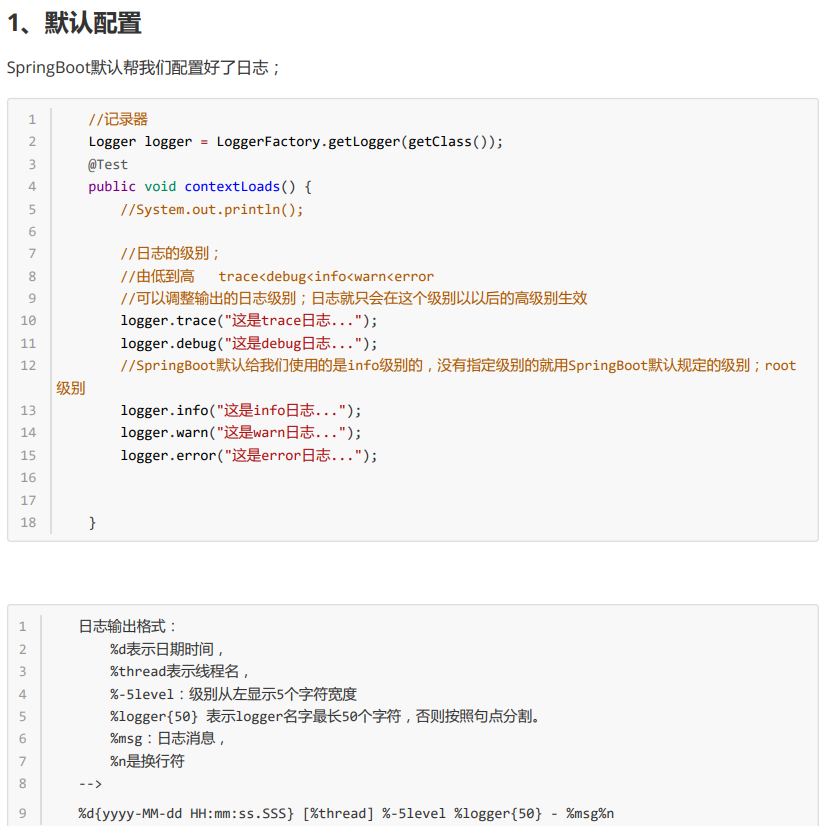 1、默认配置
SpringBoot默认帮我们配置好了日志；
1 //记录器
2 Logger logger = LoggerFactory.getLogger(getClass());
3 @Test
4 public void contextLoads() {
5 //System.out.println();
6
7 //日志的级别；
8 //由低到高 trace<debug<info<warn<error
9 //可以调整输出的日志级别；日志就只会在这个级别以以后的高级别生效
10 logger.trace("这是trace日志...");
11 logger.debug("这是debug日志...");
12 //SpringBoot默认给我们使用的是info级别的，没有指定级别的就用SpringBoot默认规定的级别；root
级别
13 logger.info("这是info日志...");
14 logger.warn("这是warn日志...");
15 logger.error("这是error日志...");
16
17
18 }
1 日志输出格式：
2 %d表示日期时间，
3 %thread表示线程名，
4 %-5level：级别从左显示5个字符宽度
5 %logger{50} 表示logger名字最长50个字符，否则按照句点分割。
6 %msg：日志消息，
7 %n是换行符
8 -->
9 %d{yyyy-MM-dd HH:mm:ss.SSS} [%thread] %-5level %logger{50} - %msg%n